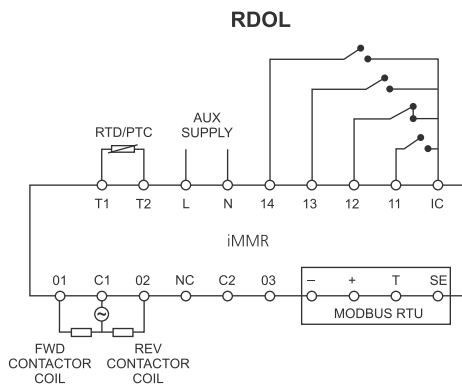 RDOL
RTD/PTC
AUX
SUPPLY
T1 T2 L N 14 13 12 11 IC
iMMR
01 C1 02 NC C2 03 – + T SE
MODBUS RTU
FWD
CONTACTOR
COIL
REV
CONTACTOR
COIL